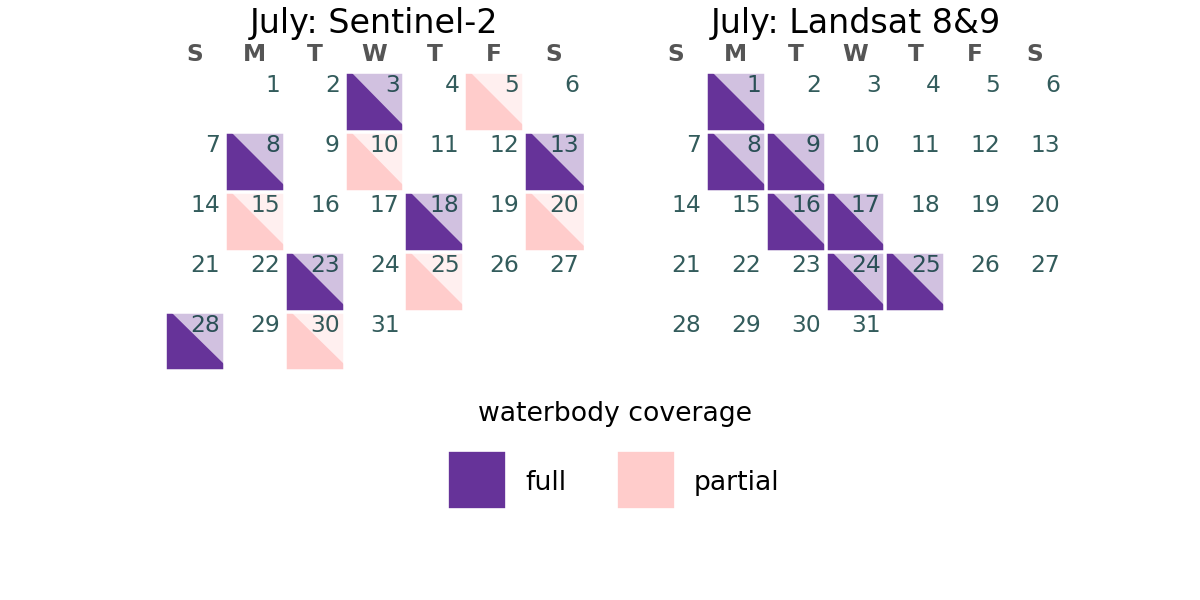 July: Sentinel-2
S M T W T F S
1 2 3 4 5 6
7 8 9 10 11 12 13
14 15 16 17 18 19 20
21 22 23 24 25 26 27
28 29 30 31
July: Landsat 8&9
S M T W T F S
1 2 3 4 5 6
7 8 9 10 11 12 13
14 15 16 17 18 19 20
21 22 23 24 25 26 27
28 29 30 31
waterbody coverage
full partial